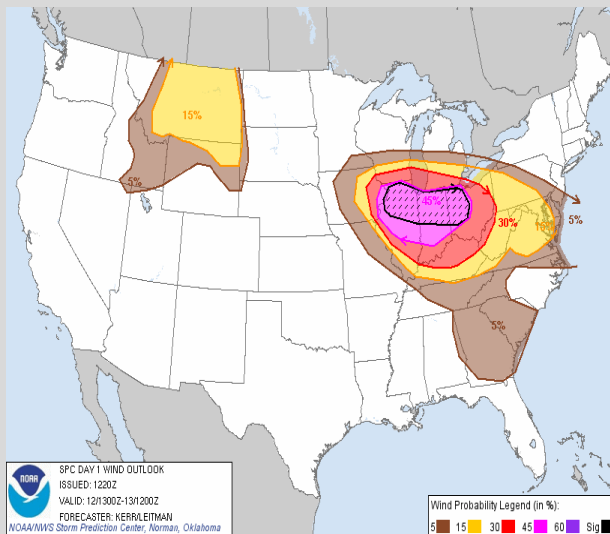 15%
5%
45%
5%
30%
15%
5%
NOAA
SPC DAY 1 WIND OUTLOOK
ISSUED: 1220Z
VALID: 12/1300Z-13/1200Z
FORECASTER: KERR/LEITMAN
NOAA/NWS Storm Prediction Center, Norman, Oklahoma
Wind Probability Legend (in %):
5 15 30 45 60 Sig